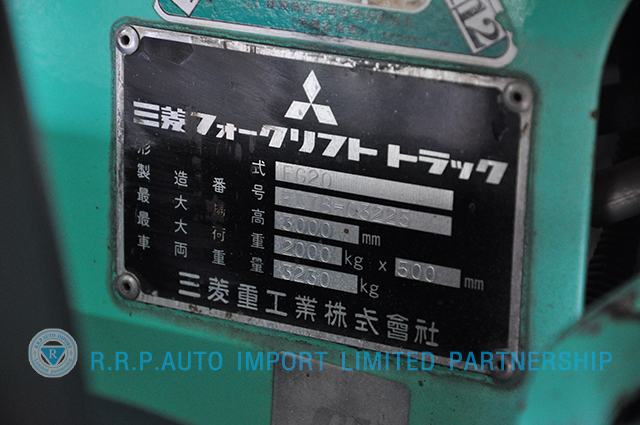 三菱フォークリフトトラック
形式 FG20
製造番号
最大揚高 3000 mm
最大荷重 2000 kg x 500 mm
車両重量 3230 kg
三菱重工業株式會社
R.R.P.AUTO IMPORT LIMITED PARTNERSHIP